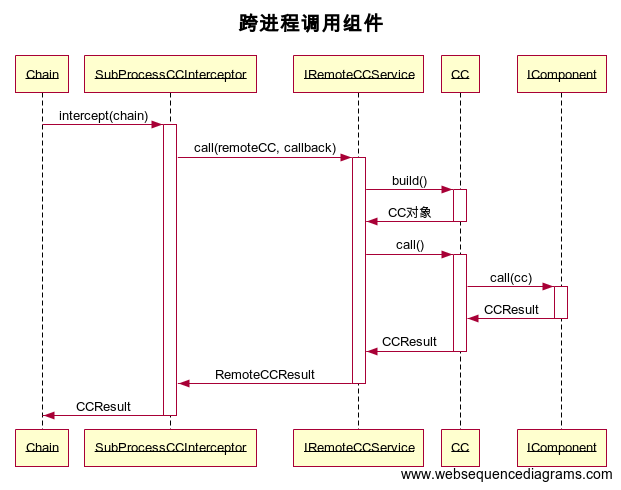 跨进程调用组件
Chain SubProcessCCInterceptor IRemoteCCService CC IComponent
intercept(chain)
call(remoteCC, callback)
build()
CC对象
call()
call(cc)
CCResult
CCResult
RemoteCCResult
CCResult
Chain SubProcessCCInterceptor IRemoteCCService CC IComponent
www.websequencediagrams.com